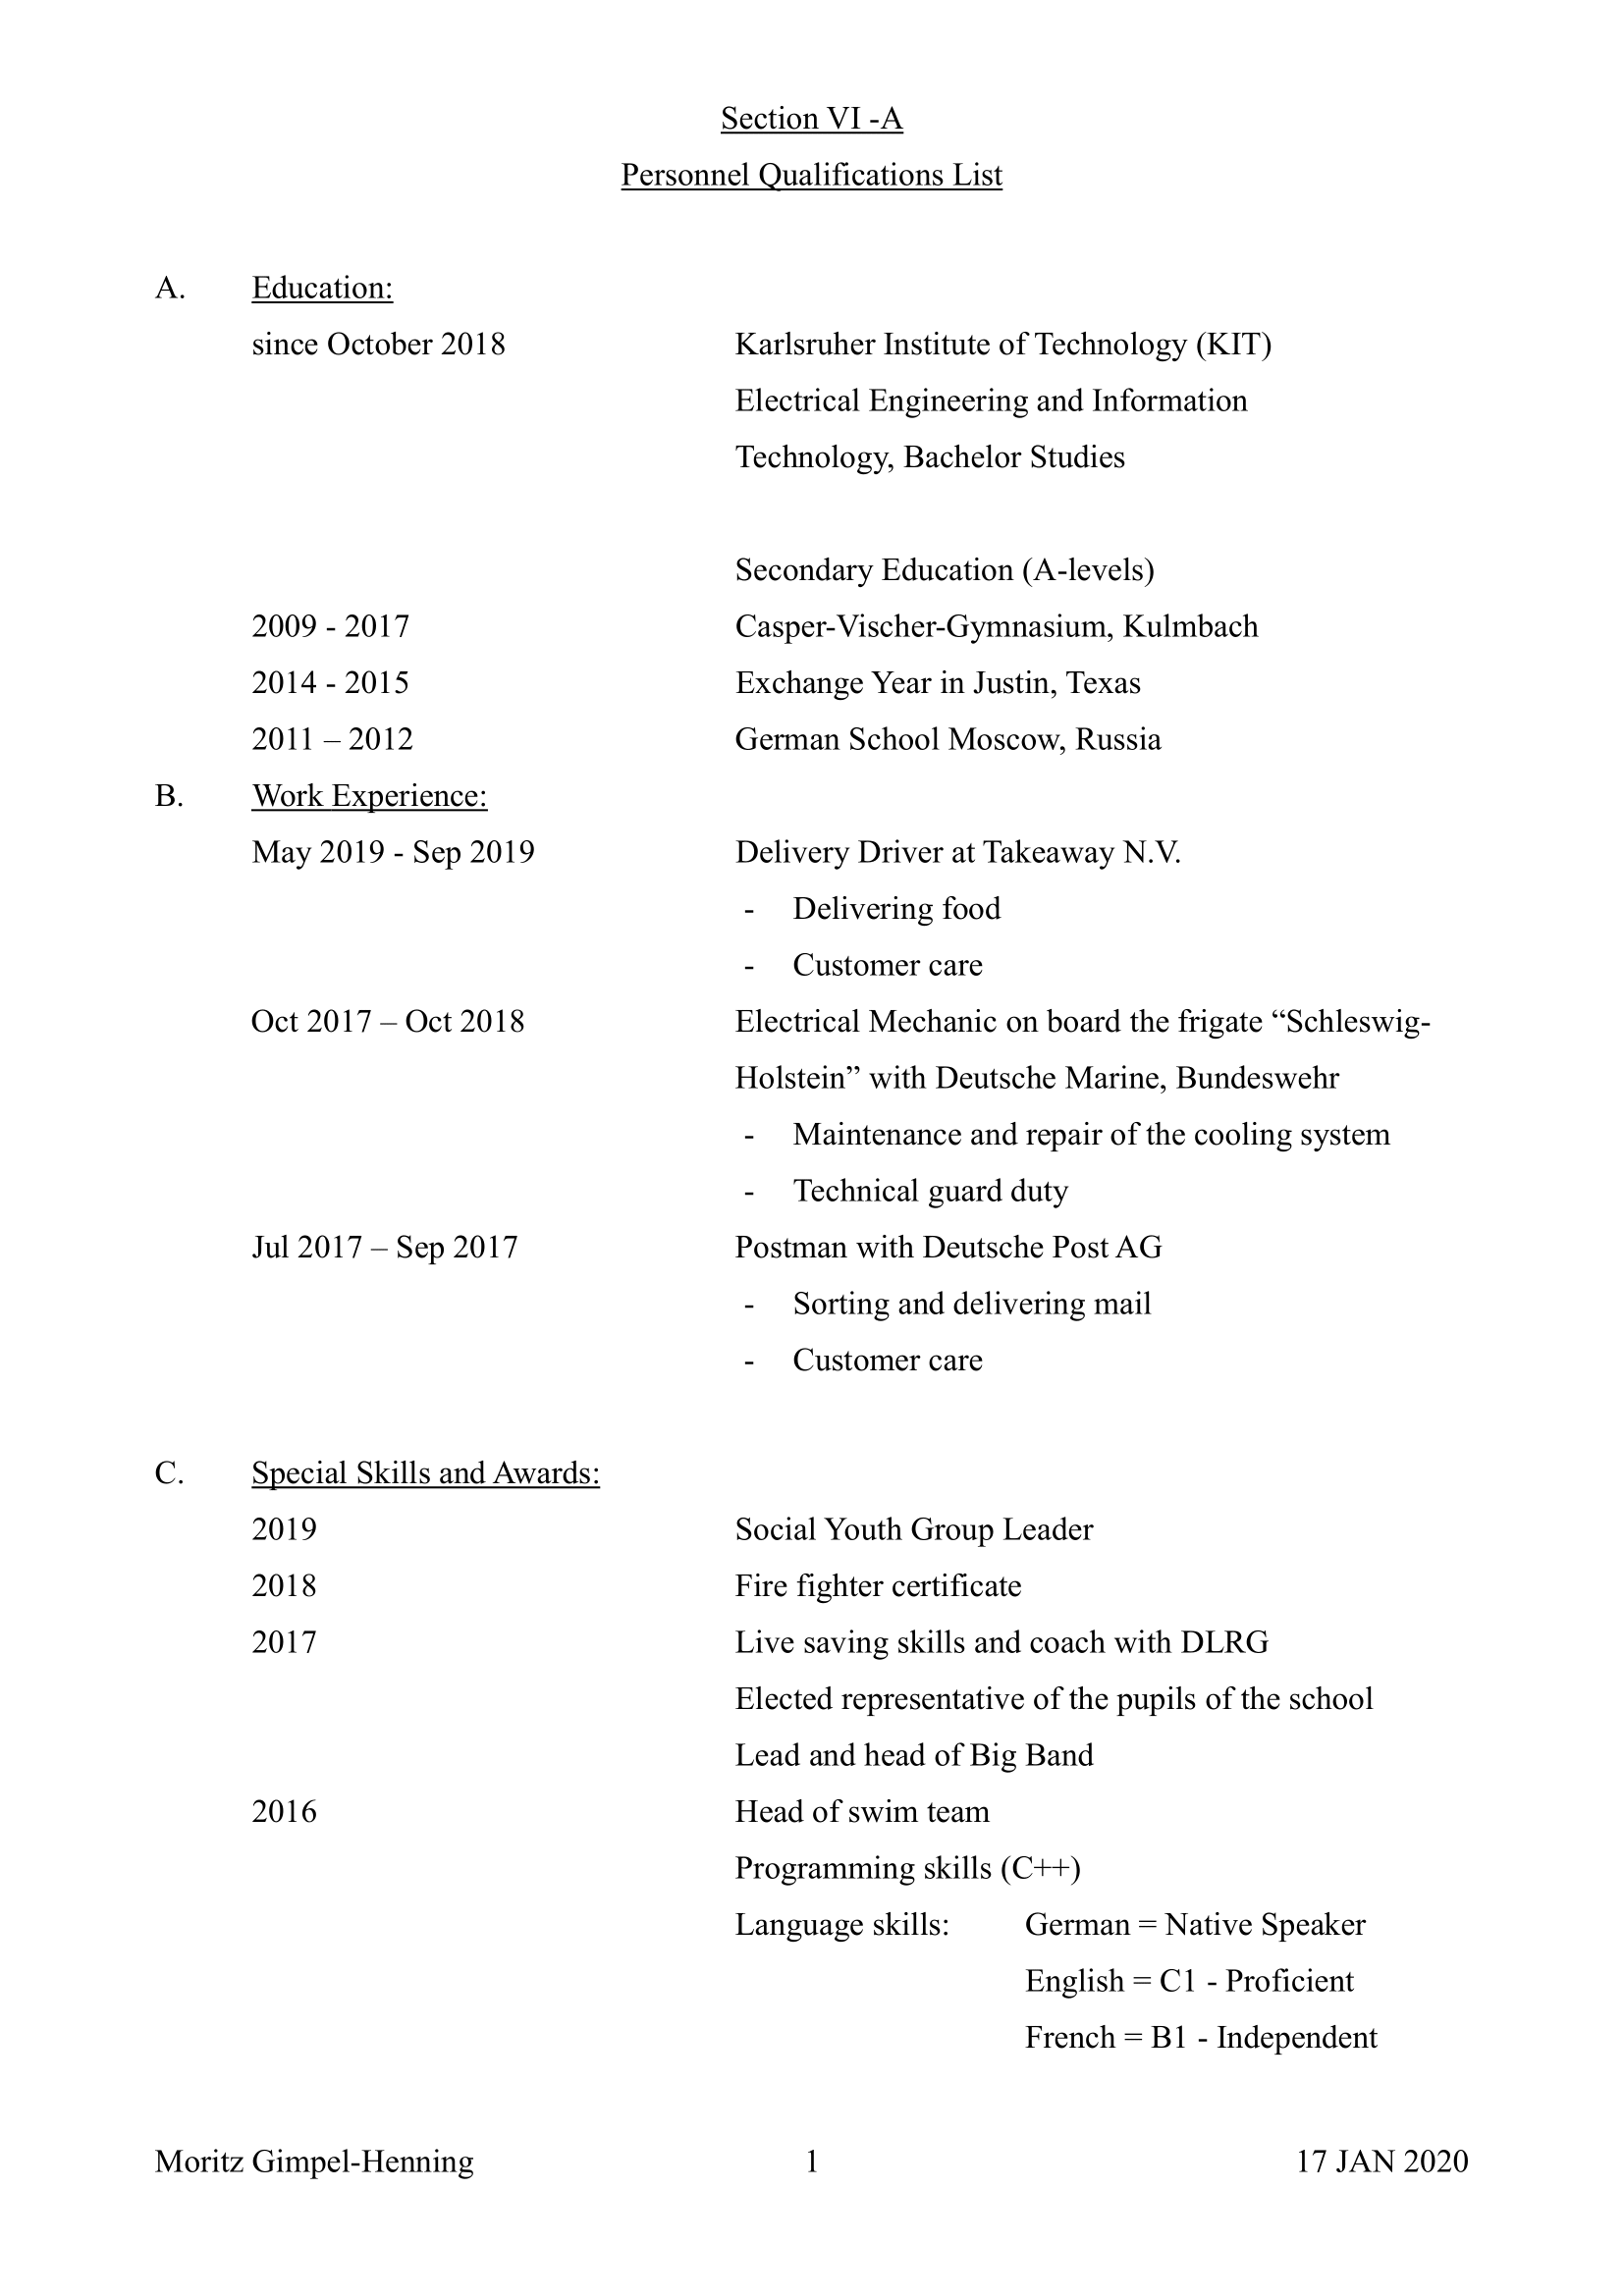 Section VI -A
Personnel Qualifications List
A. Education:
since October 2018 Karlsruher Institute of Technology (KIT)
Electrical Engineering and Information
Technology, Bachelor Studies
Secondary Education (A-levels)
2009 - 2017 Casper-Vischer-Gymnasium, Kulmbach
2014 - 2015 Exchange Year in Justin, Texas
2011 – 2012 German School Moscow, Russia
B. Work Experience:
May 2019 - Sep 2019 Delivery Driver at Takeaway N.V.
- Delivering food
- Customer care
Oct 2017 – Oct 2018 Electrical Mechanic on board the frigate “Schleswig-
Holstein” with Deutsche Marine, Bundeswehr
- Maintenance and repair of the cooling system
- Technical guard duty
Jul 2017 – Sep 2017 Postman with Deutsche Post AG
- Sorting and delivering mail
- Customer care
C. Special Skills and Awards:
2019 Social Youth Group Leader
2018 Fire fighter certificate
2017 Live saving skills and coach with DLRG
Elected representative of the pupils of the school
Lead and head of Big Band
2016 Head of swim team
Programming skills (C++)
Language skills: German = Native Speaker
English = C1 - Proficient
French = B1 - Independent
Moritz Gimpel-Henning 1 17 JAN 2020